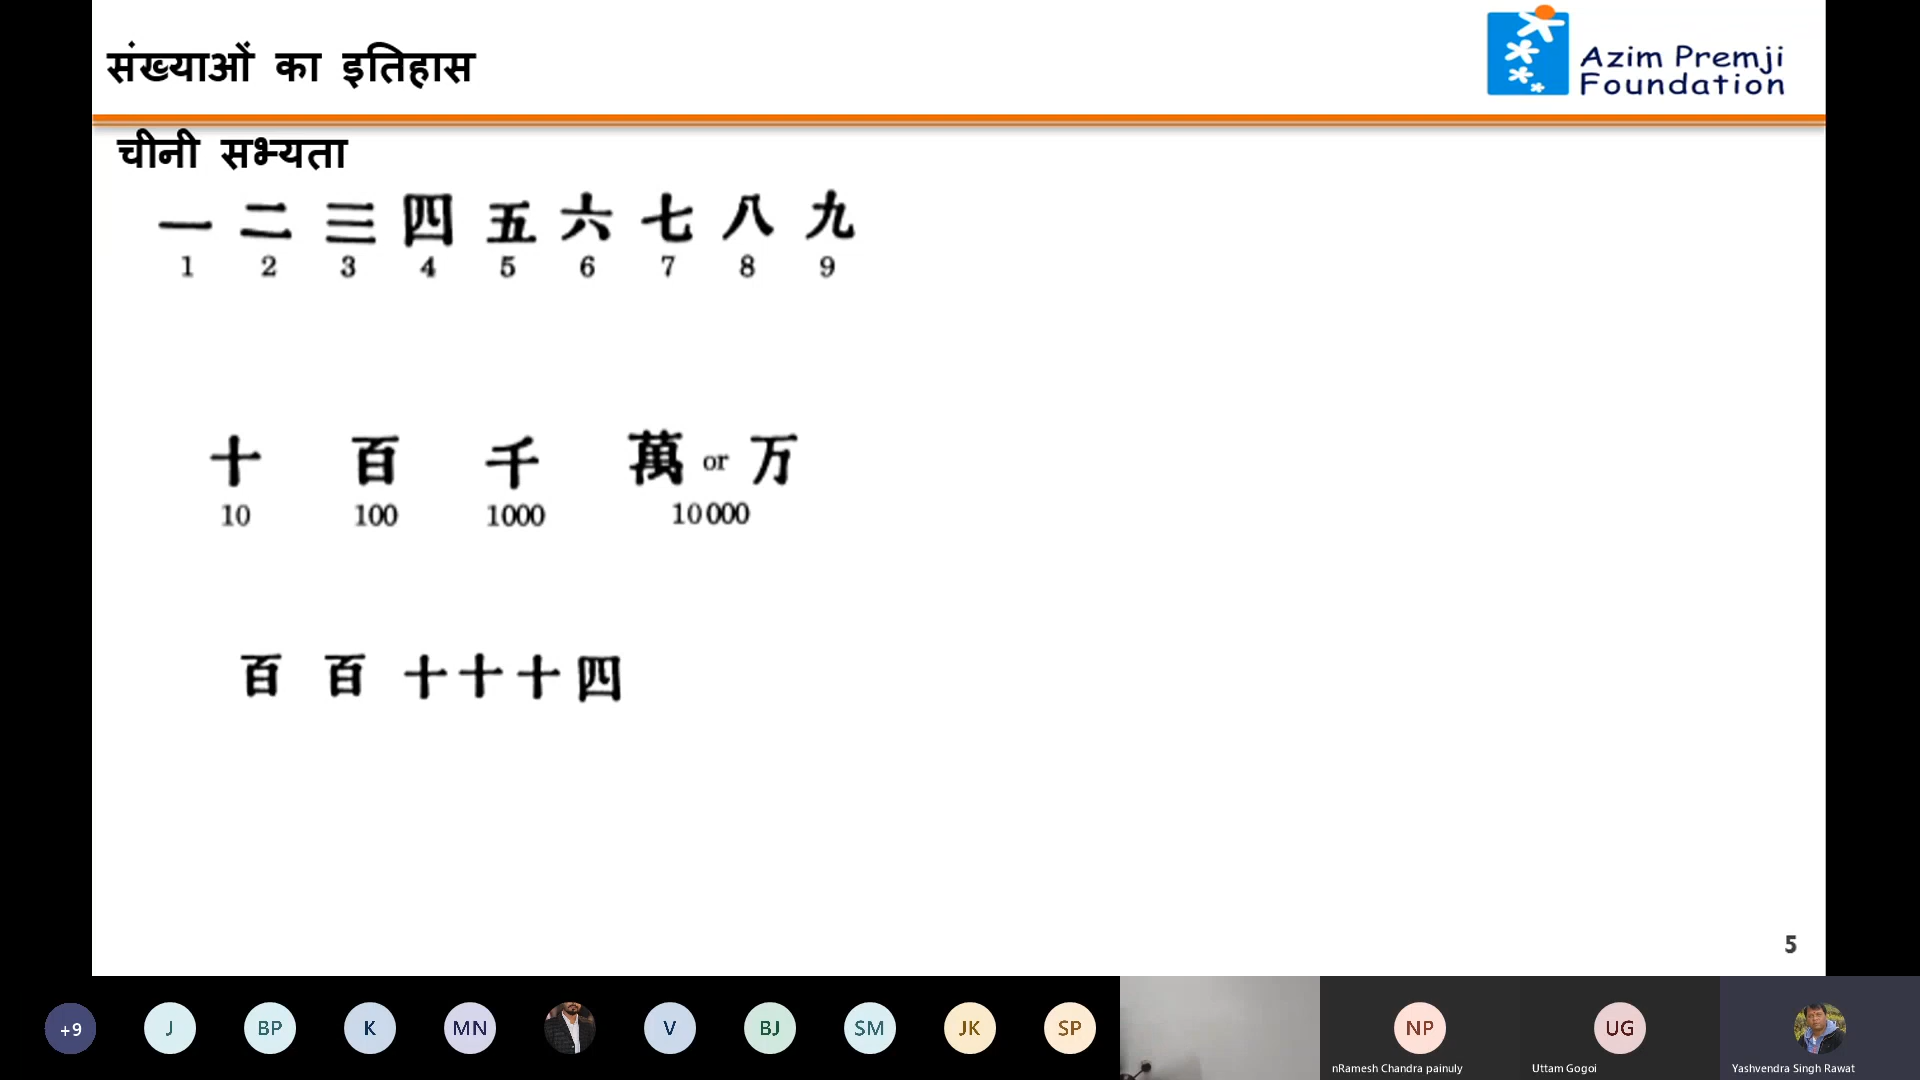 संख्याओं का इतिहास
Azim Premji
Foundation
चीनी सभ्यता
一 二 三 四 五 六 七 八 九
1 2 3 4 5 6 7 8 9
十 百 千 萬 or 万
10 100 1000 10 000
百 百 十 十 十 四
5
+9 J BP K MN V BJ SM JK SP NP UG
nRamesh Chandra painuly Uttam Gogoi Yashvendra Singh Rawat